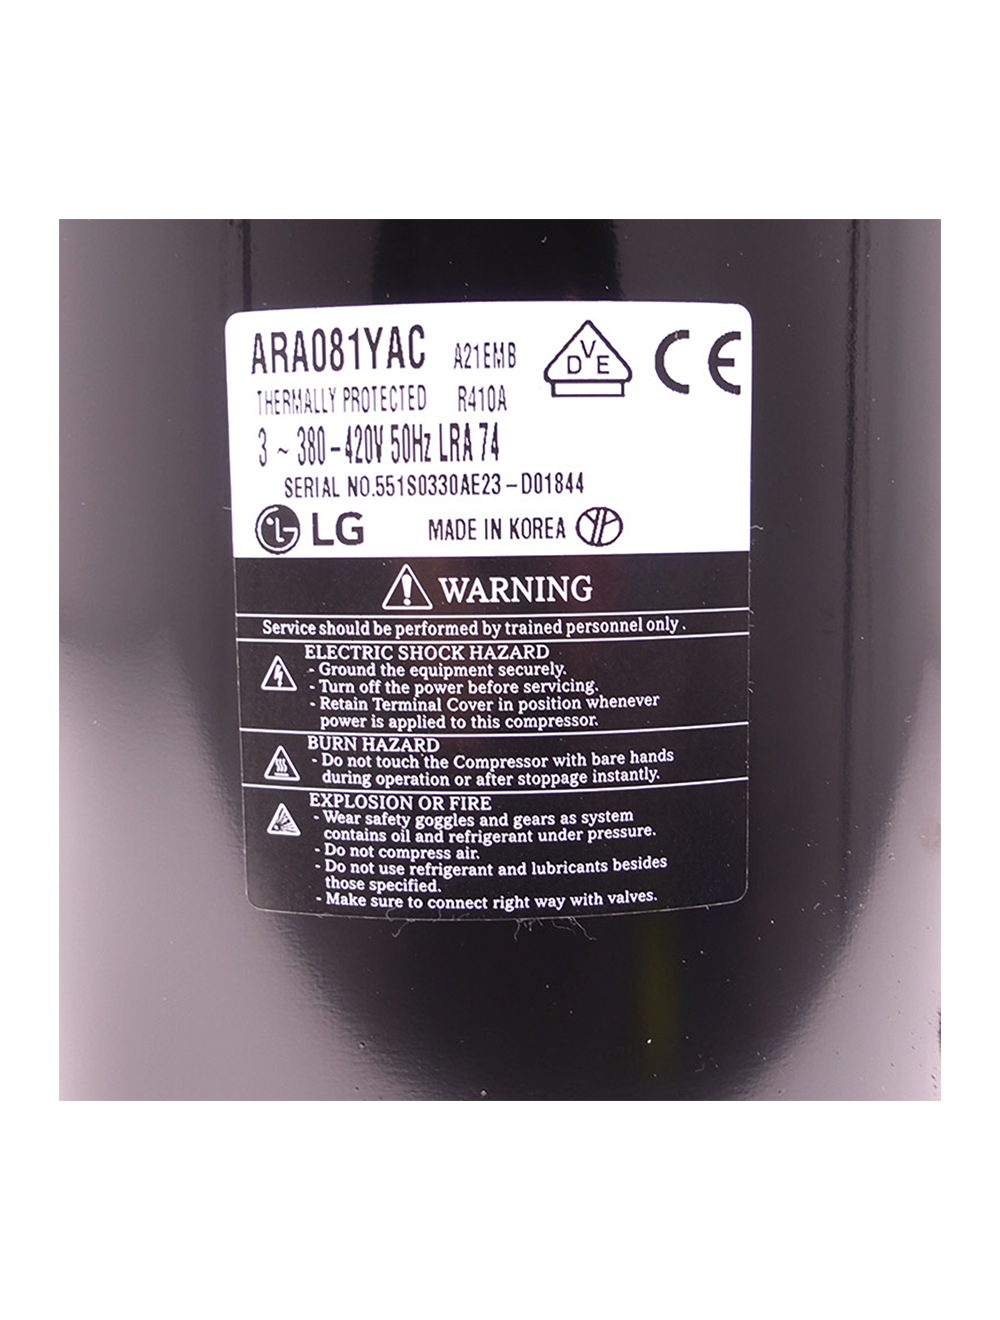 ARA081YAC A21EMB
VDE CE
THERMALLY PROTECTED R410A
3 ~ 380-420V 50Hz LRA 74
SERIAL NO.551S0330AE23-D01844
LG MADE IN KOREA
WARNING
Service should be performed by trained personnel only.
ELECTRIC SHOCK HAZARD
- Ground the equipment securely.
- Turn off the power before servicing.
- Retain Terminal Cover in position whenever
power is applied to this compressor.
BURN HAZARD
- Do not touch the Compressor with bare hands
during operation or after stoppage instantly.
EXPLOSION OR FIRE
- Wear safety goggles and gears as system
contains oil and refrigerant under pressure.
- Do not compress air.
- Do not use refrigerant and lubricants besides
those specified.
- Make sure to connect right way with valves.